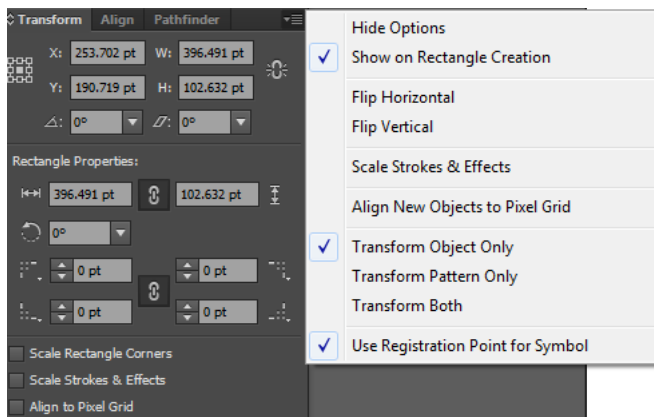 Transform Align Pathfinder
X: 253.702 pt W: 396.491 pt
Y: 190.719 pt H: 102.632 pt
0° 0°
Rectangle Properties:
396.491 pt 102.632 pt
0°
0 pt 0 pt
0 pt 0 pt
Scale Rectangle Corners
Scale Strokes & Effects
Align to Pixel Grid
Hide Options
Show on Rectangle Creation
Flip Horizontal
Flip Vertical
Scale Strokes & Effects
Align New Objects to Pixel Grid
Transform Object Only
Transform Pattern Only
Transform Both
Use Registration Point for Symbol